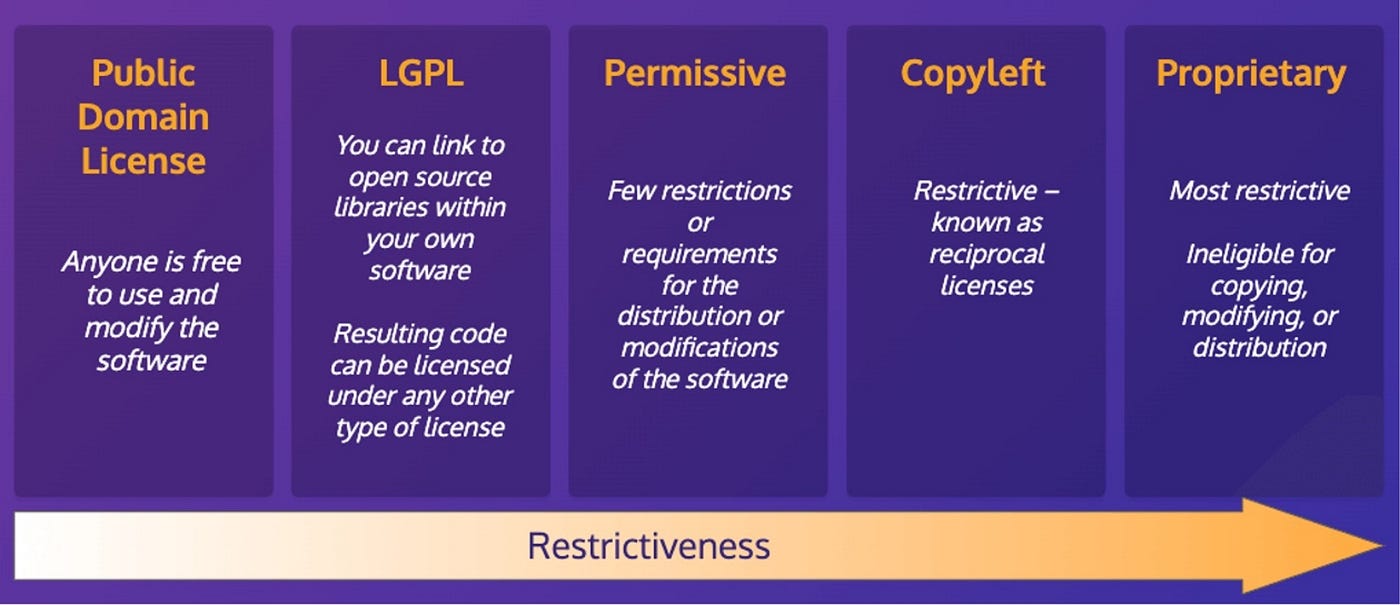 Public
Domain
License
Anyone is free
to use and
modify the
software
LGPL
You can link to
open source
libraries within
your own
software
Resulting code
can be licensed
under any other
type of license
Permissive
Few restrictions
or
requirements
for the
distribution or
modifications
of the software
Copyleft
Restrictive –
known as
reciprocal
licenses
Proprietary
Most restrictive
Ineligible for
copying,
modifying, or
distribution
Restrictiveness